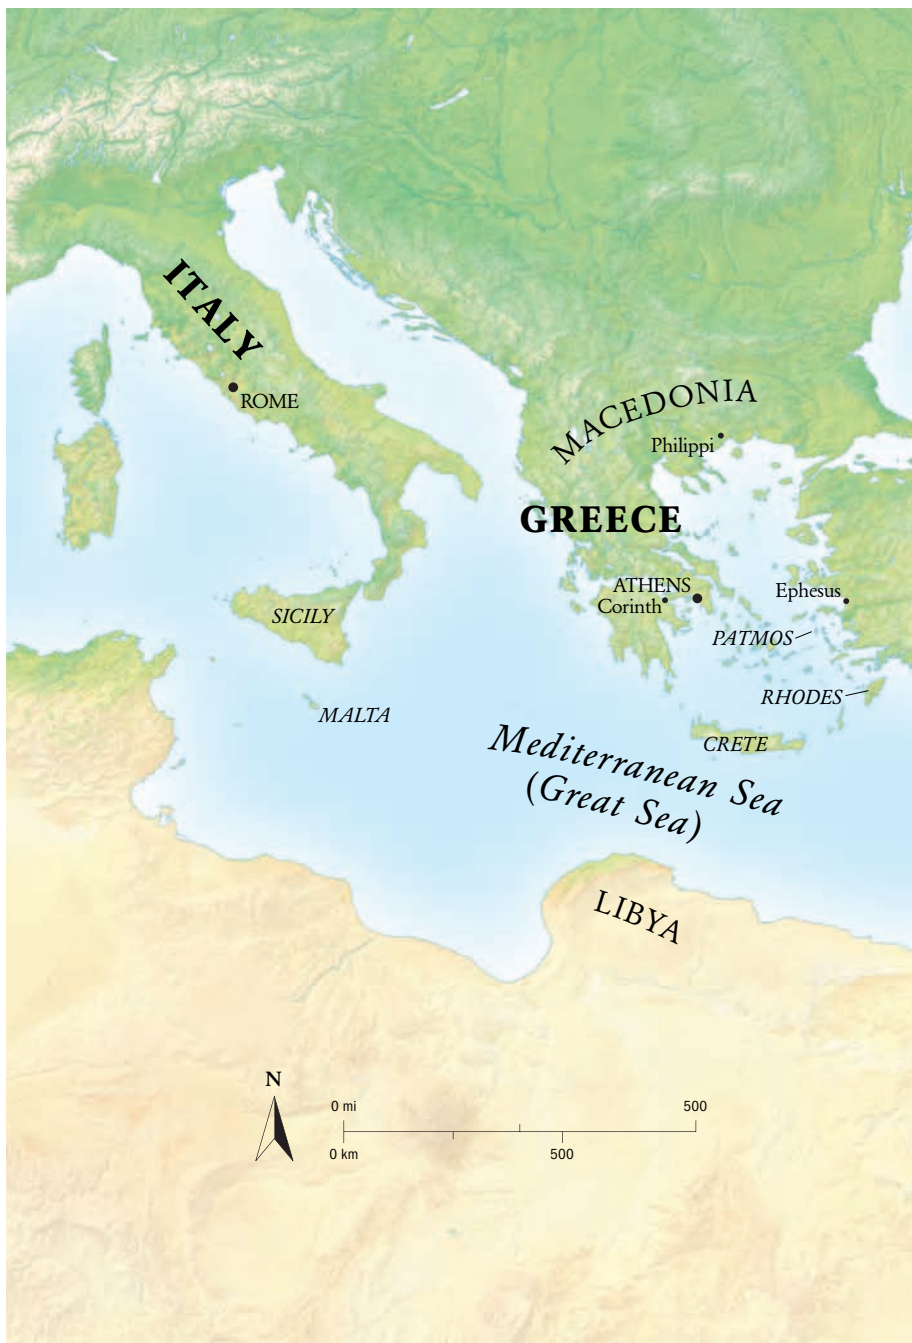 ITALY
ROME
MACEDONIA
Philippi
GREECE
ATHENS
Corinth
Ephesus
SICILY
PATMOS
RHODES
MALTA
CRETE
Mediterranean Sea
(Great Sea)
LIBYA
N
0 mi 500
0 km 500